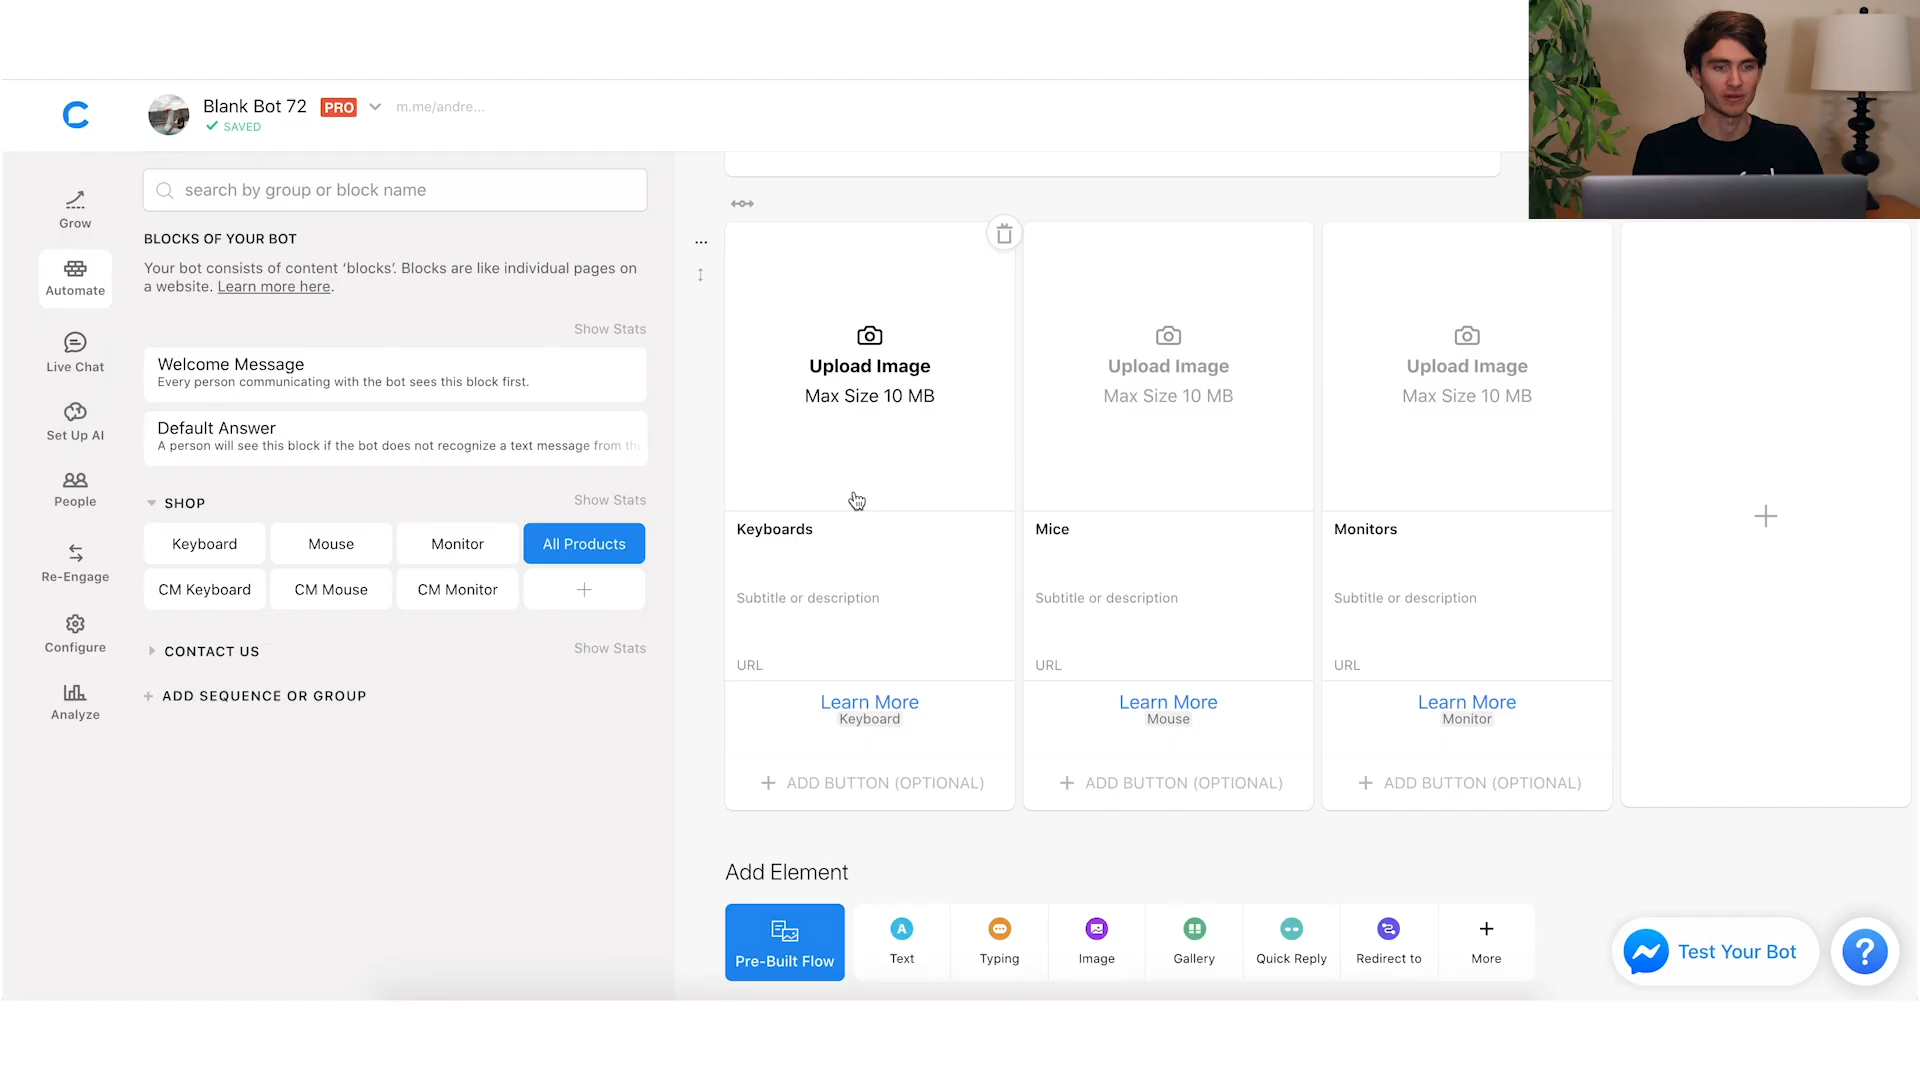 Blank Bot 72 PRO m.me/andre...
SAVED
Grow
Automate
Live Chat
Set Up AI
People
Re-Engage
Configure
Analyze
search by group or block name
BLOCKS OF YOUR BOT
Your bot consists of content ‘blocks’. Blocks are like individual pages on
a website. Learn more here.
Show Stats
Welcome Message
Every person communicating with the bot sees this block first.
Default Answer
A person will see this block if the bot does not recognize a text message from the
SHOP Show Stats
Keyboard Mouse Monitor All Products
CM Keyboard CM Mouse CM Monitor
CONTACT US Show Stats
ADD SEQUENCE OR GROUP
Upload Image
Max Size 10 MB
Keyboards
Subtitle or description
URL
Learn More
Keyboard
ADD BUTTON (OPTIONAL)
Upload Image
Max Size 10 MB
Mice
Subtitle or description
URL
Learn More
Mouse
ADD BUTTON (OPTIONAL)
Upload Image
Max Size 10 MB
Monitors
Subtitle or description
URL
Learn More
Monitor
ADD BUTTON (OPTIONAL)
Add Element
Pre-Built Flow
Text
Typing
Image
Gallery
Quick Reply
Redirect to
More
Test Your Bot
?